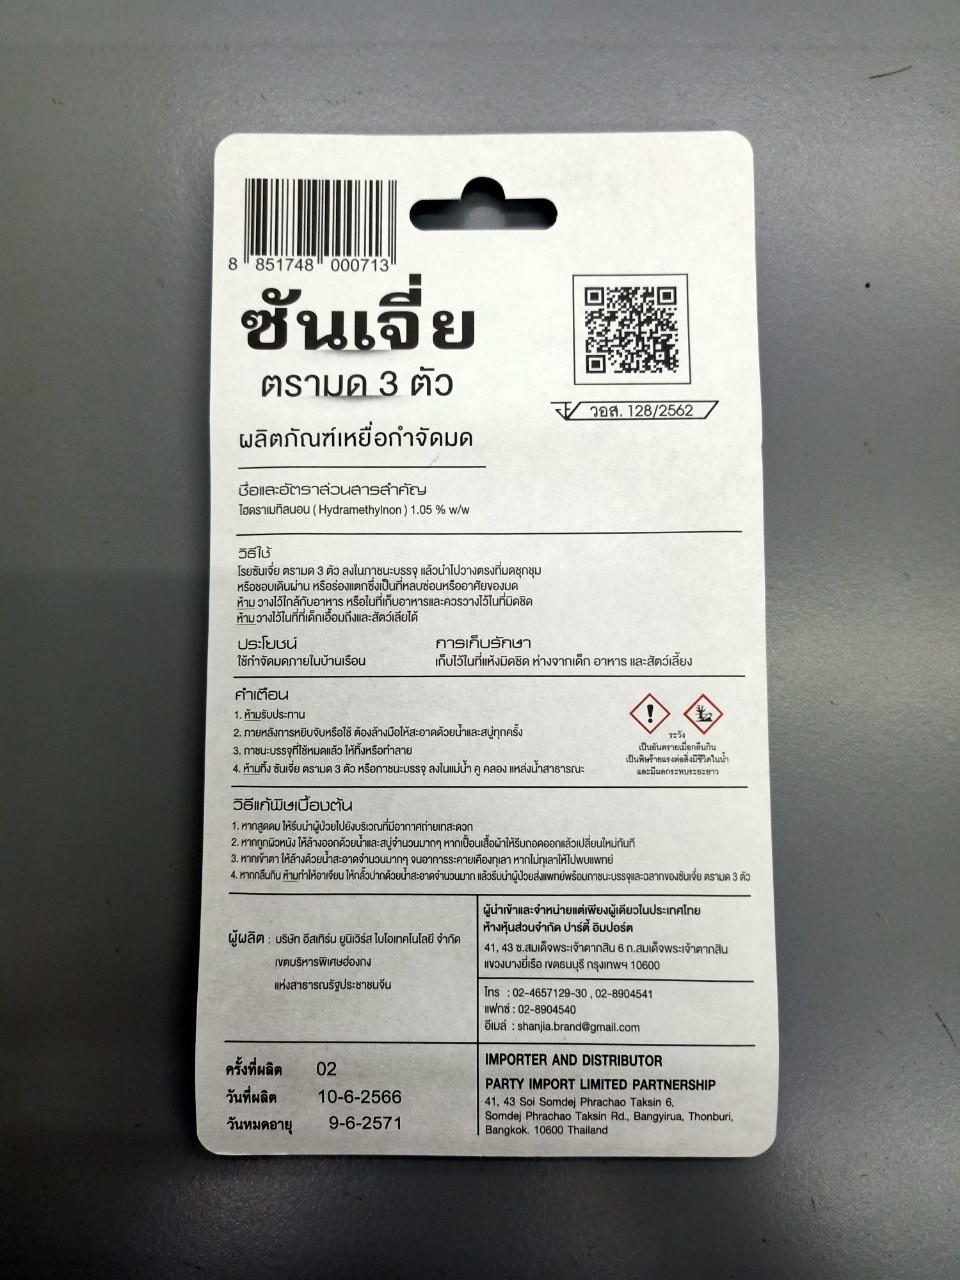 8 851748 000713
ซันเจี่ย
ตรามด 3 ตัว
วอส. 128/2562
ผลิตภัณฑ์เหยื่อกำจัดมด
ชื่อและอัตราส่วนสารสำคัญ
ไฮดราเมทิลนอน ( Hydramethylnon ) 1.05 % w/w
วิธีใช้
โรยซันเจี่ย ตรามด 3 ตัว ลงในภาชนะบรรจุ แล้วนำไปวางตรงที่มดชุกชุม
หรือชอบเดินผ่าน หรือร่องแตกซึ่งเป็นที่หลบซ่อนหรืออาศัยของมด
ห้าม วางไว้ใกล้กับอาหาร หรือในที่เก็บอาหารและควรวางไว้ในที่มิดชิด
ห้าม วางไว้ในที่ที่เด็กเอื้อมถึงและสัตว์เลียได้
ประโยชน์
ใช้กำจัดมดภายในบ้านเรือน
การเก็บรักษา
เก็บไว้ในที่แห้งมิดชิด ห่างจากเด็ก อาหาร และสัตว์เลี้ยง
คำเตือน
1. ห้ามรับประทาน
2. ภายหลังการหยิบจับหรือใช้ ต้องล้างมือให้สะอาดด้วยน้ำและสบู่ทุกครั้ง
3. ภาชนะบรรจุที่ใช้หมดแล้ว ให้ทิ้งหรือทำลาย
4. ห้ามทิ้ง ซันเจี่ย ตรามด 3 ตัว หรือภาชนะบรรจุ ลงในแม่น้ำ คู คลอง แหล่งน้ำสาธารณะ
ระวัง
เป็นอันตรายเมื่อกลืนกิน
เป็นพิษร้ายแรงต่อสิ่งมีชีวิตในน้ำ
และมีผลกระทบระยะยาว
วิธีแก้พิษเบื้องต้น
1. หากสูดดม ให้รีบนำผู้ป่วยไปยังบริเวณที่มีอากาศถ่ายเทสะดวก
2. หากถูกผิวหนัง ให้ล้างออกด้วยน้ำและสบู่จำนวนมากๆ หากเปื้อนเสื้อผ้าให้รีบถอดออกแล้วเปลี่ยนใหม่ทันที
3. หากเข้าตา ให้ล้างด้วยน้ำสะอาดจำนวนมากๆ จนอาการระคายเคืองทุเลา หากไม่ทุเลาให้ไปพบแพทย์
4. หากกลืนกิน ห้ามทำให้อาเจียน ให้กลั้วปากด้วยน้ำสะอาดจำนวนมาก แล้วรีบนำผู้ป่วยส่งแพทย์พร้อมภาชนะบรรจุและฉลากของซันเจี่ย ตรามด 3 ตัว
ผู้ผลิต : บริษัท อีสเทิร์น ยูนิเวิร์ส ไบโอเทคโนโลยี จำกัด
เขตบริหารพิเศษฮ่องกง
แห่งสาธารณรัฐประชาชนจีน
ผู้นำเข้าและจำหน่ายแต่เพียงผู้เดียวในประเทศไทย
ห้างหุ้นส่วนจำกัด ปาร์ตี้ อิมปอร์ต
41, 43 ซ.สมเด็จพระเจ้าตากสิน 6 ถ.สมเด็จพระเจ้าตากสิน
แขวงบางยี่เรือ เขตธนบุรี กรุงเทพฯ 10600
โทร : 02-4657129-30 , 02-8904541
แฟกซ์ : 02-8904540
อีเมล์ : shanjia.brand@gmail.com
ครั้งที่ผลิต 02
วันที่ผลิต 10-6-2566
วันหมดอายุ 9-6-2571
IMPORTER AND DISTRIBUTOR
PARTY IMPORT LIMITED PARTNERSHIP
41, 43 Soi Somdej Phrachao Taksin 6,
Somdej Phrachao Taksin Rd., Bangyirua, Thonburi,
Bangkok. 10600 Thailand